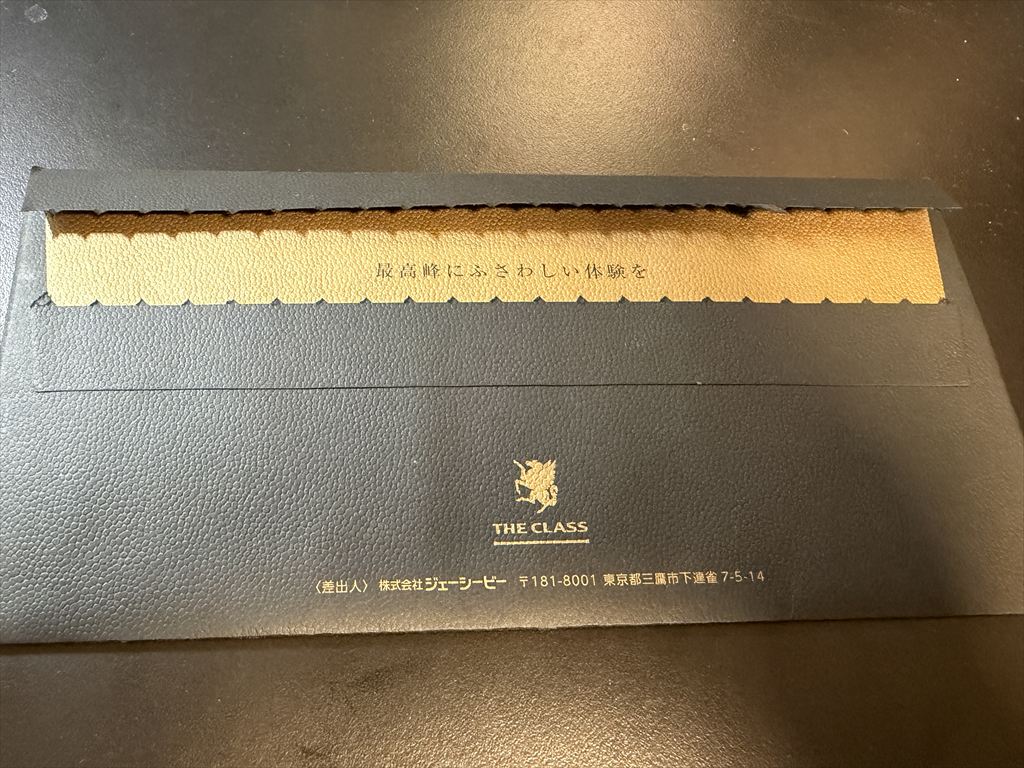 最高峰にふさわしい体験を
THE CLASS
〈差出人〉 株式会社ジェーシービー 〒181-8001 東京都三鷹市下連雀7-5-14